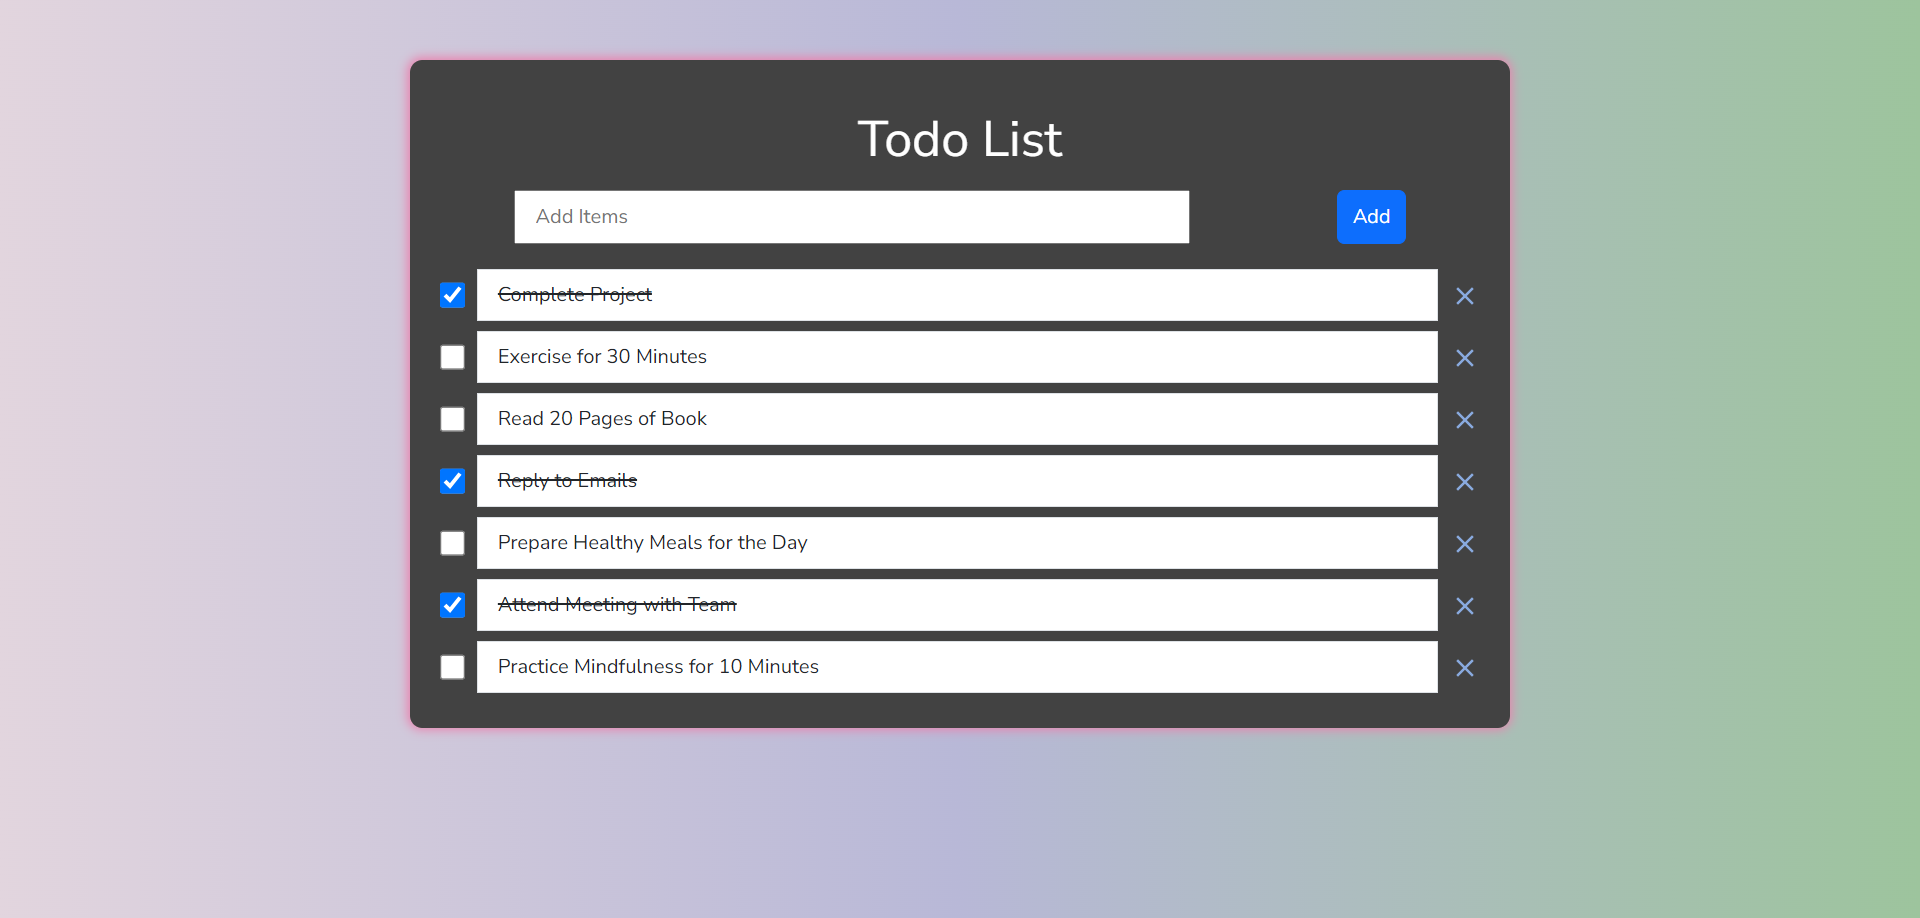 Todo List
Add Items
Add
Complete Project
Exercise for 30 Minutes
Read 20 Pages of Book
Reply to Emails
Prepare Healthy Meals for the Day
Attend Meeting with Team
Practice Mindfulness for 10 Minutes